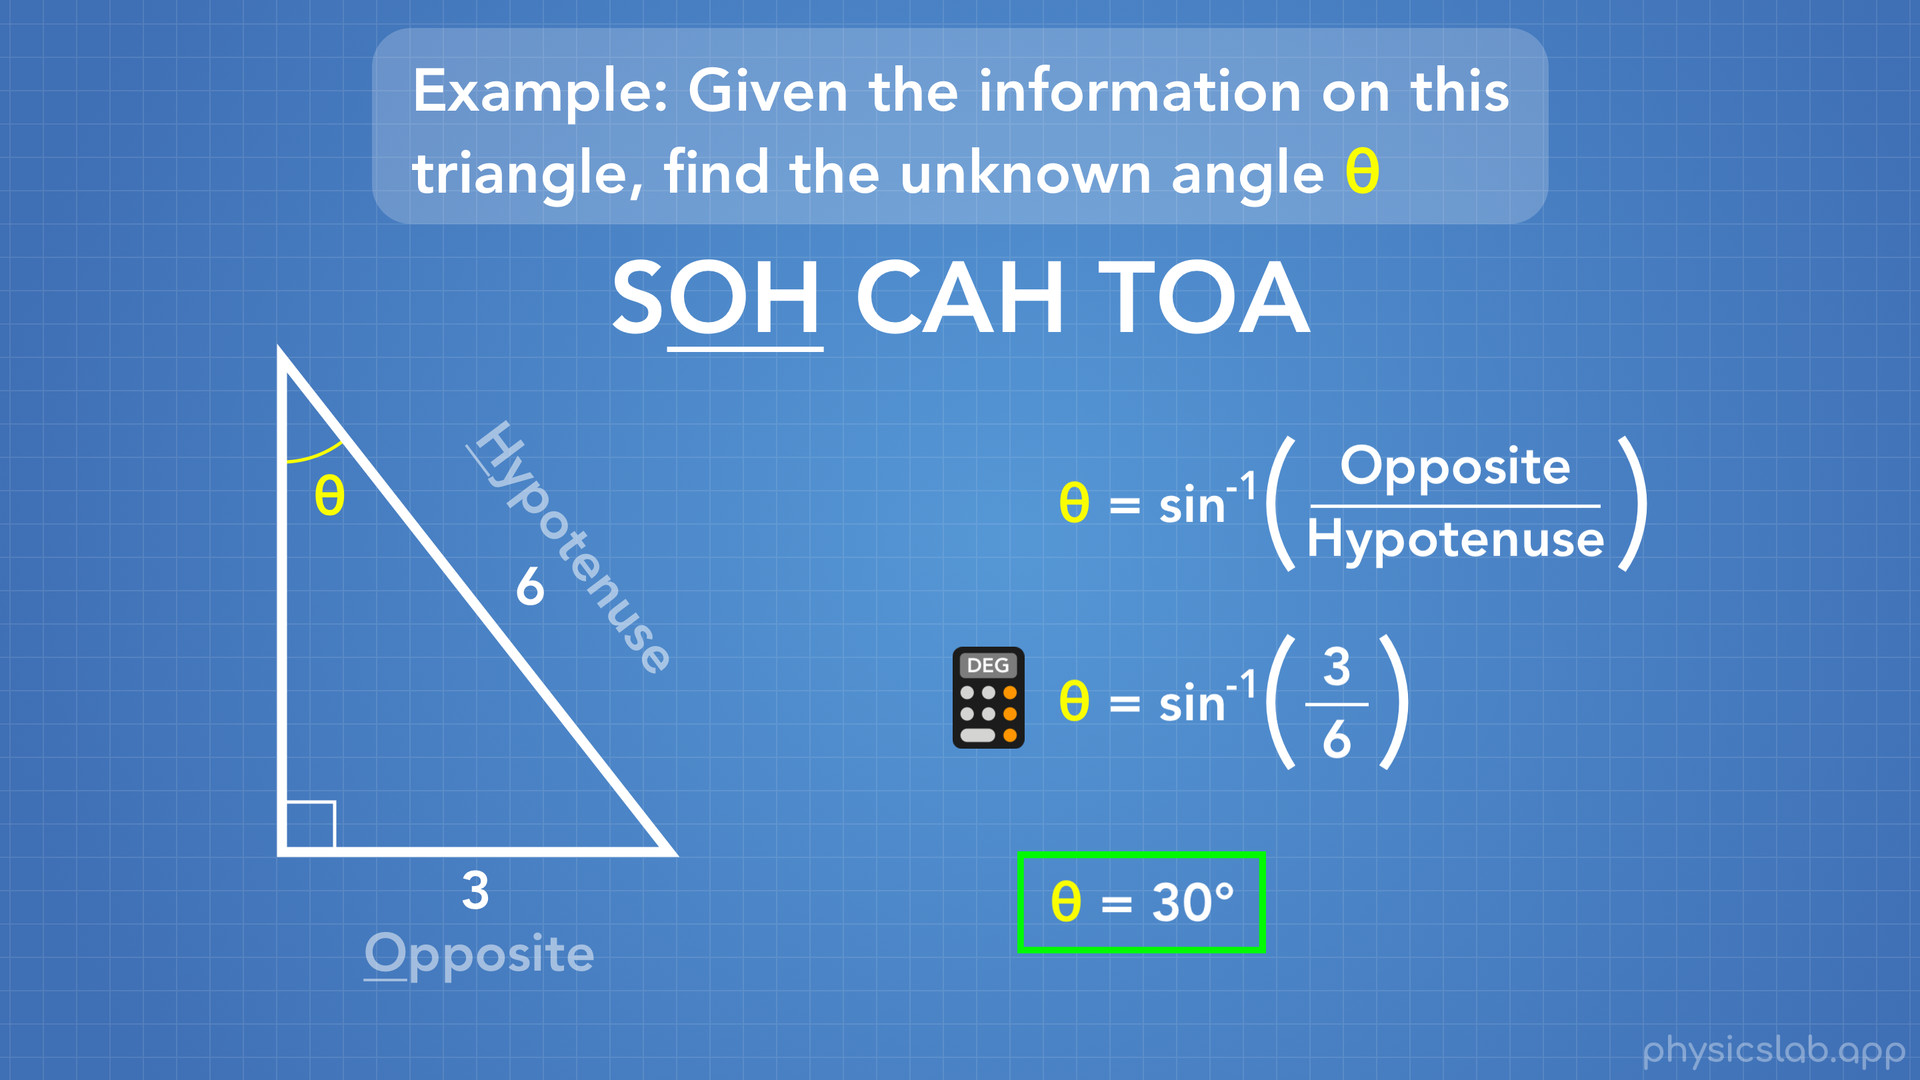 Example: Given the information on this
triangle, find the unknown angle θ
SOH CAH TOA
θ
Hypotenuse
6
3
Opposite
θ = sin⁻¹(Opposite/Hypotenuse)
DEG
θ = sin⁻¹(3/6)
θ = 30°
physicslab.app